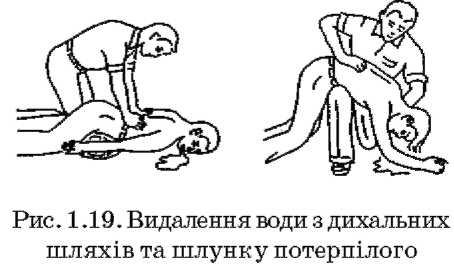 Рис. 1.19. Видалення води з дихальних
шляхів та шлунку потерпілого